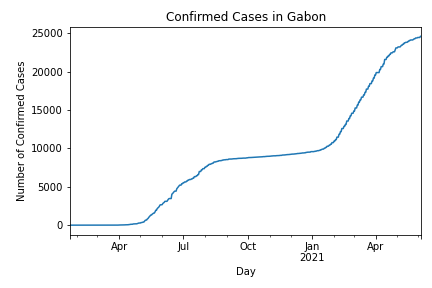 Confirmed Cases in Gabon
25000
20000
15000
10000
5000
0
Number of Confirmed Cases
Apr Jul Oct Jan Apr
2021
Day